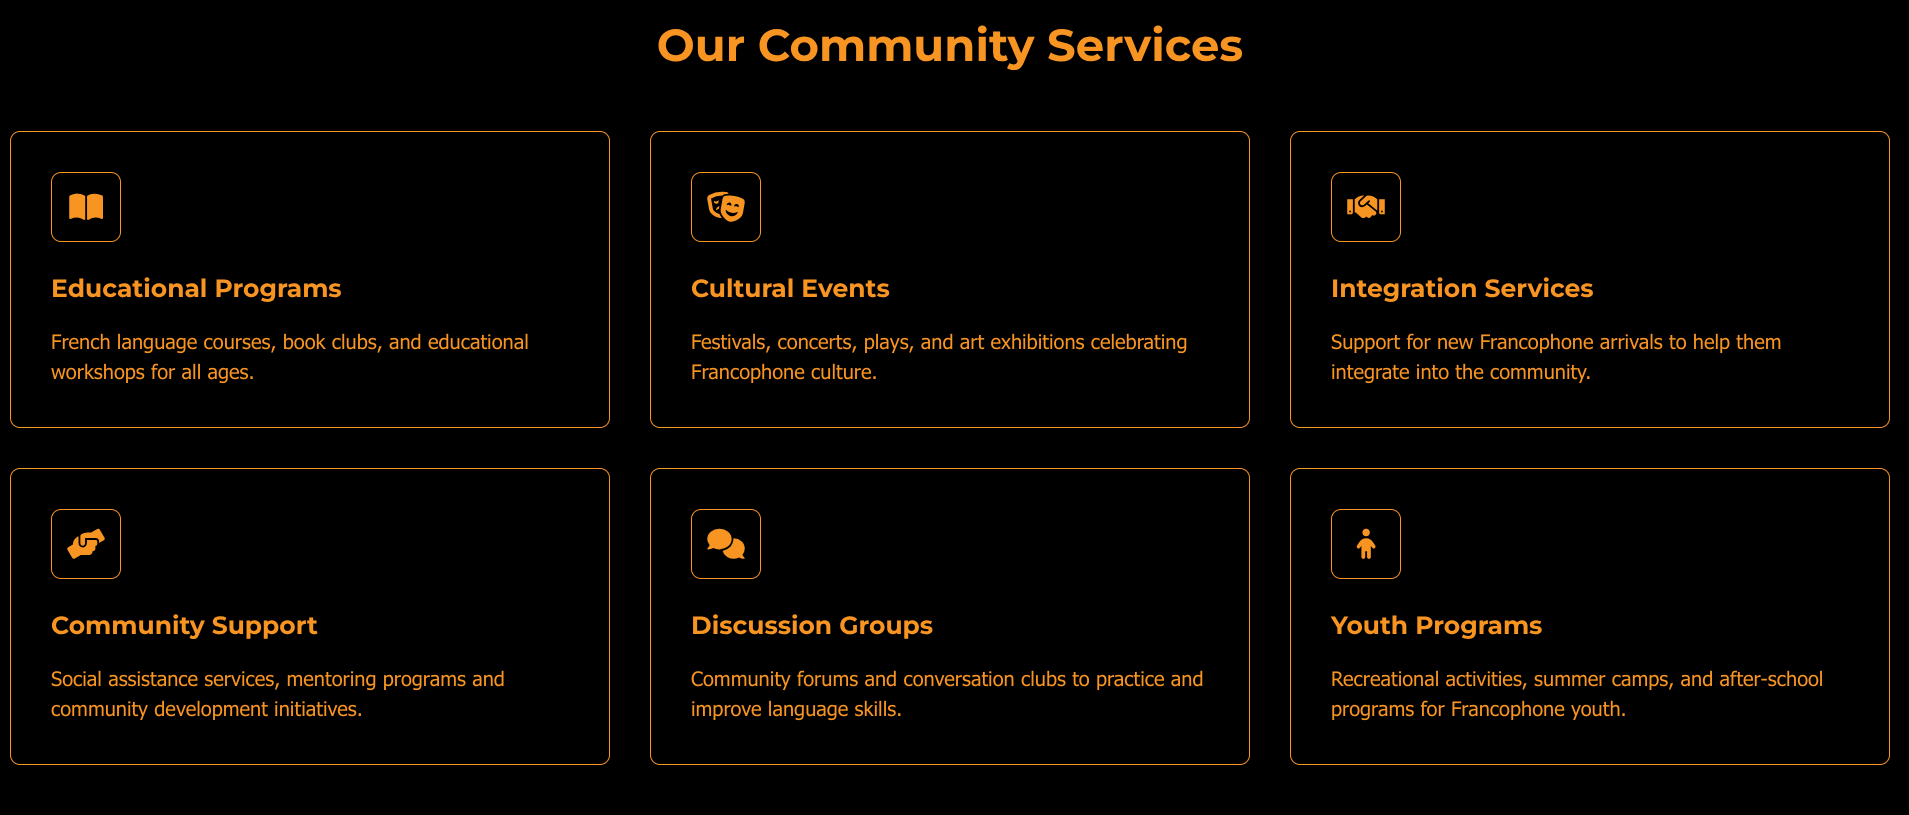 Our Community Services
Educational Programs
French language courses, book clubs, and educational
workshops for all ages.
Cultural Events
Festivals, concerts, plays, and art exhibitions celebrating
Francophone culture.
Integration Services
Support for new Francophone arrivals to help them
integrate into the community.
Community Support
Social assistance services, mentoring programs and
community development initiatives.
Discussion Groups
Community forums and conversation clubs to practice and
improve language skills.
Youth Programs
Recreational activities, summer camps, and after-school
programs for Francophone youth.